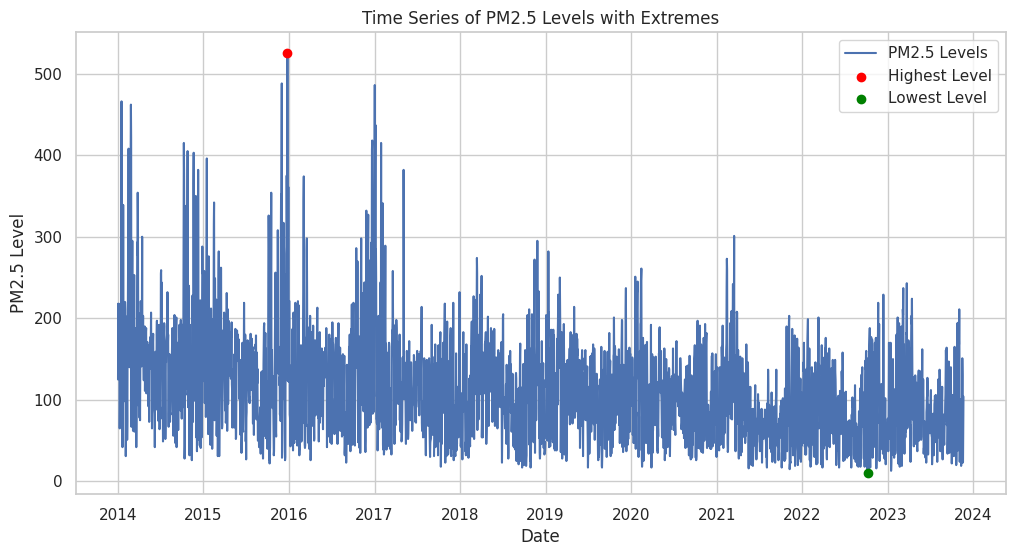 Time Series of PM2.5 Levels with Extremes
PM2.5 Levels
Highest Level
Lowest Level
PM2.5 Level
500
400
300
200
100
0
2014 2015 2016 2017 2018 2019 2020 2021 2022 2023 2024
Date